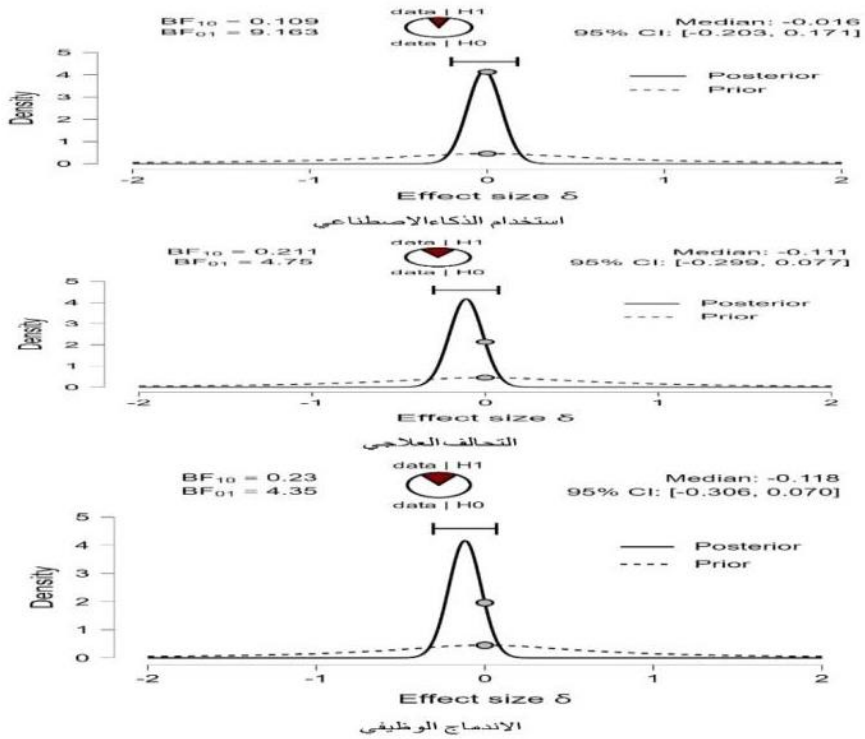 BF₁₀ = 0.109
BF₀₁ = 9.163
data | H1
data | H0
Median: -0.016
95% CI: [-0.203, 0.171]
Posterior
Prior
Density
5
4
3
2
1
0
-2 -1 0 1 2
Effect size δ
استخدام الذكاءالاصطناعي
BF₁₀ = 0.211
BF₀₁ = 4.75
data | H1
data | H0
Median: -0.111
95% CI: [-0.299, 0.077]
Posterior
Prior
Density
5
4
3
2
1
0
-2 -1 0 1 2
Effect size δ
التحالف العلاجي
BF₁₀ = 0.23
BF₀₁ = 4.35
data | H1
data | H0
Median: -0.118
95% CI: [-0.306, 0.070]
Posterior
Prior
Density
5
4
3
2
1
0
-2 -1 0 1 2
Effect size δ
الاندماج الوظيفي